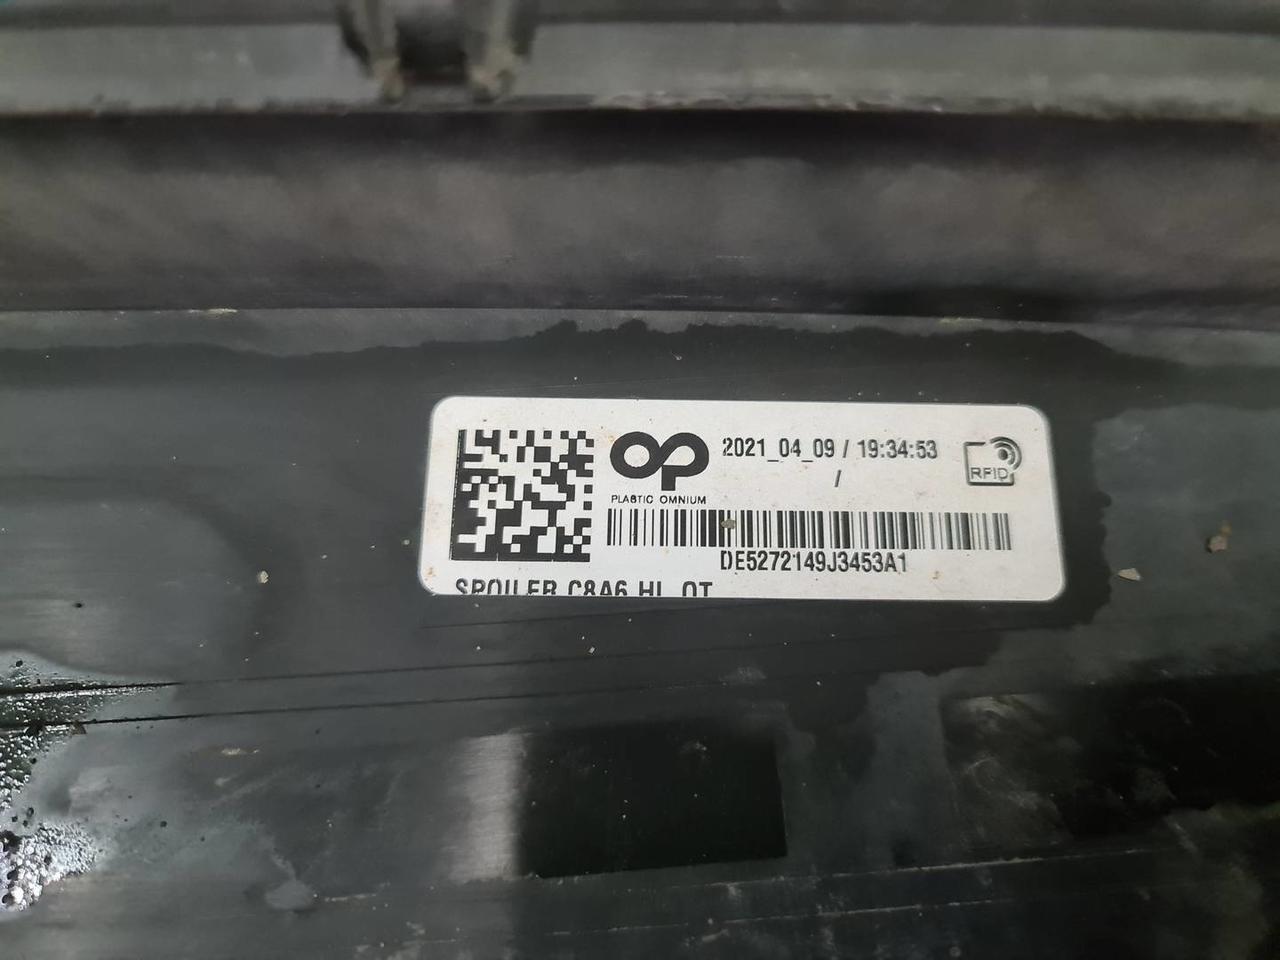 2021_04_09 / 19:34:53
/
RFID
PLASTIC OMNIUM
DE5272149J3453A1
SPOILER C8A6 HL OT